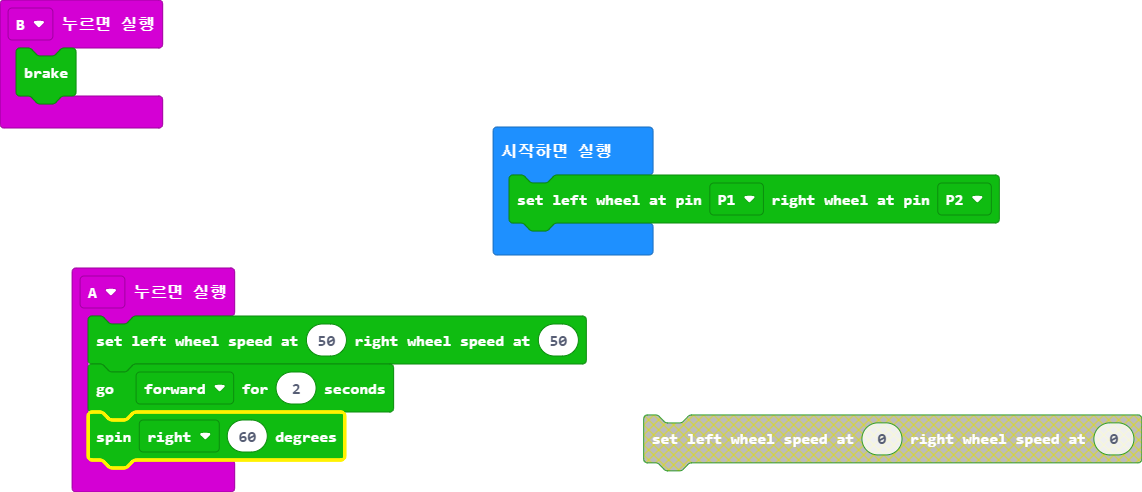 B 누르면 실행
brake
시작하면 실행
set left wheel at pin P1 right wheel at pin P2
A 누르면 실행
set left wheel speed at 50 right wheel speed at 50
go forward for 2 seconds
spin right 60 degrees
set left wheel speed at 0 right wheel speed at 0